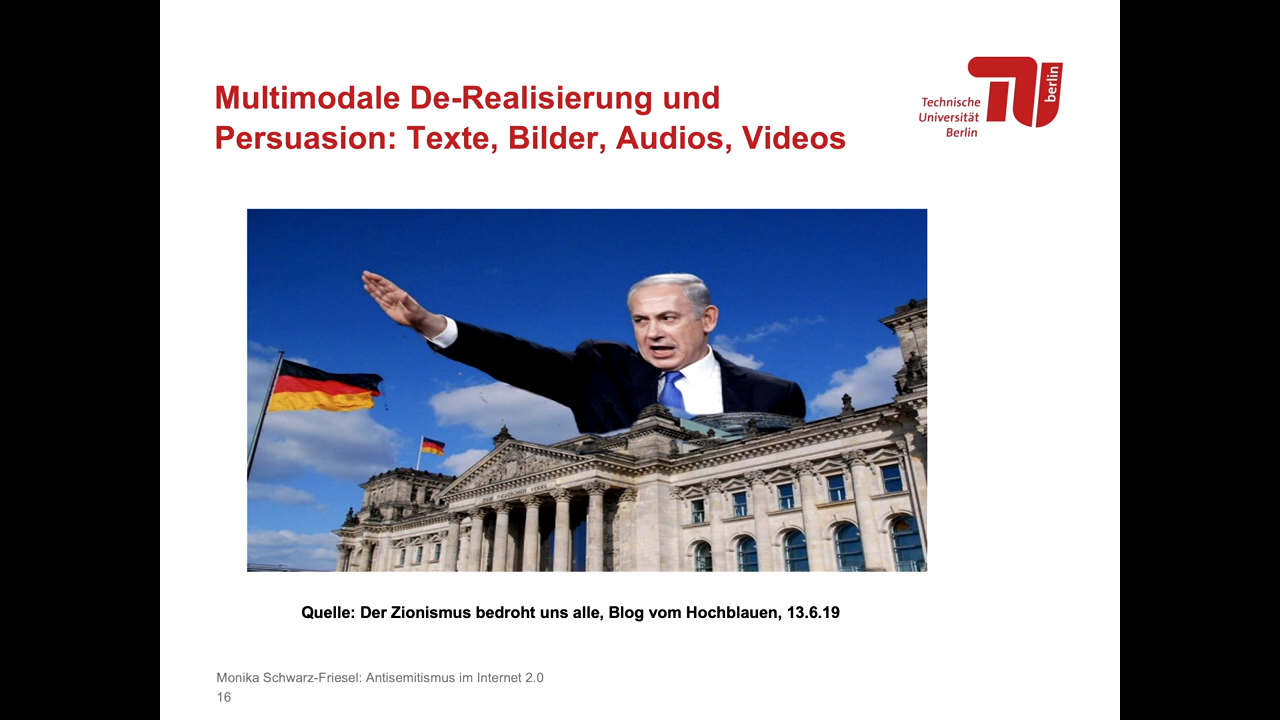 Multimodale De-Realisierung und
Persuasion: Texte, Bilder, Audios, Videos
Technische
Universität
Berlin
berlin
Quelle: Der Zionismus bedroht uns alle, Blog vom Hochblauen, 13.6.19
Monika Schwarz-Friesel: Antisemitismus im Internet 2.0
16